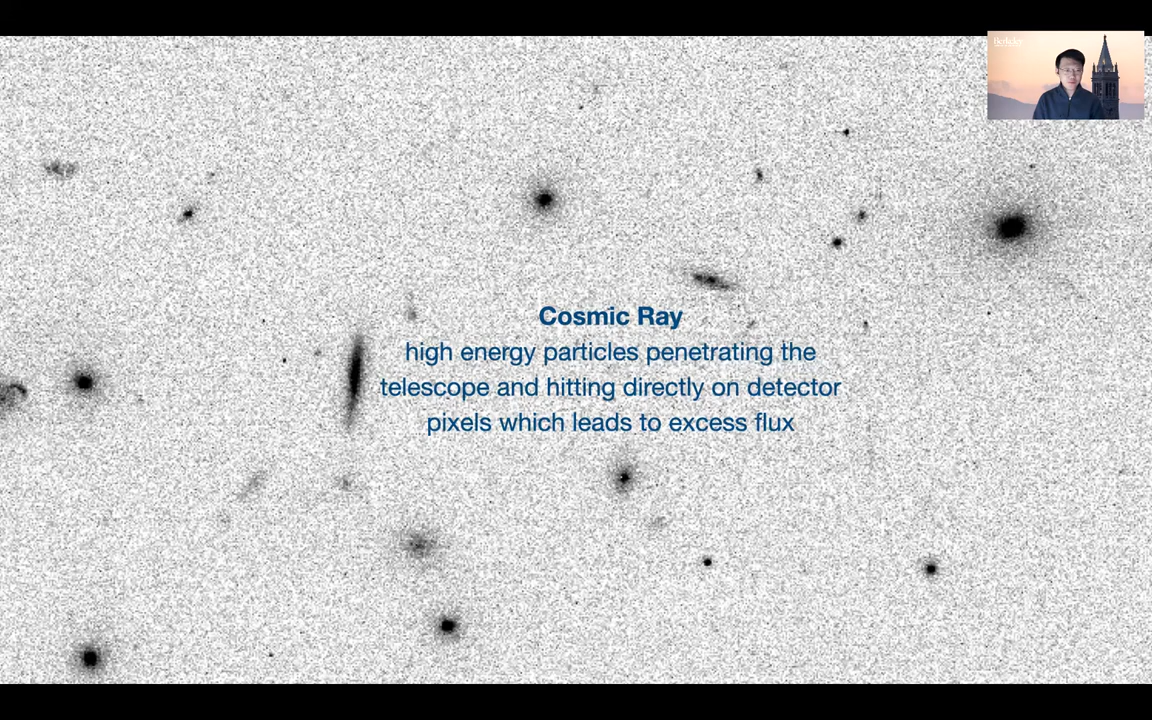 Berkeley
Cosmic Ray
high energy particles penetrating the
telescope and hitting directly on detector
pixels which leads to excess flux